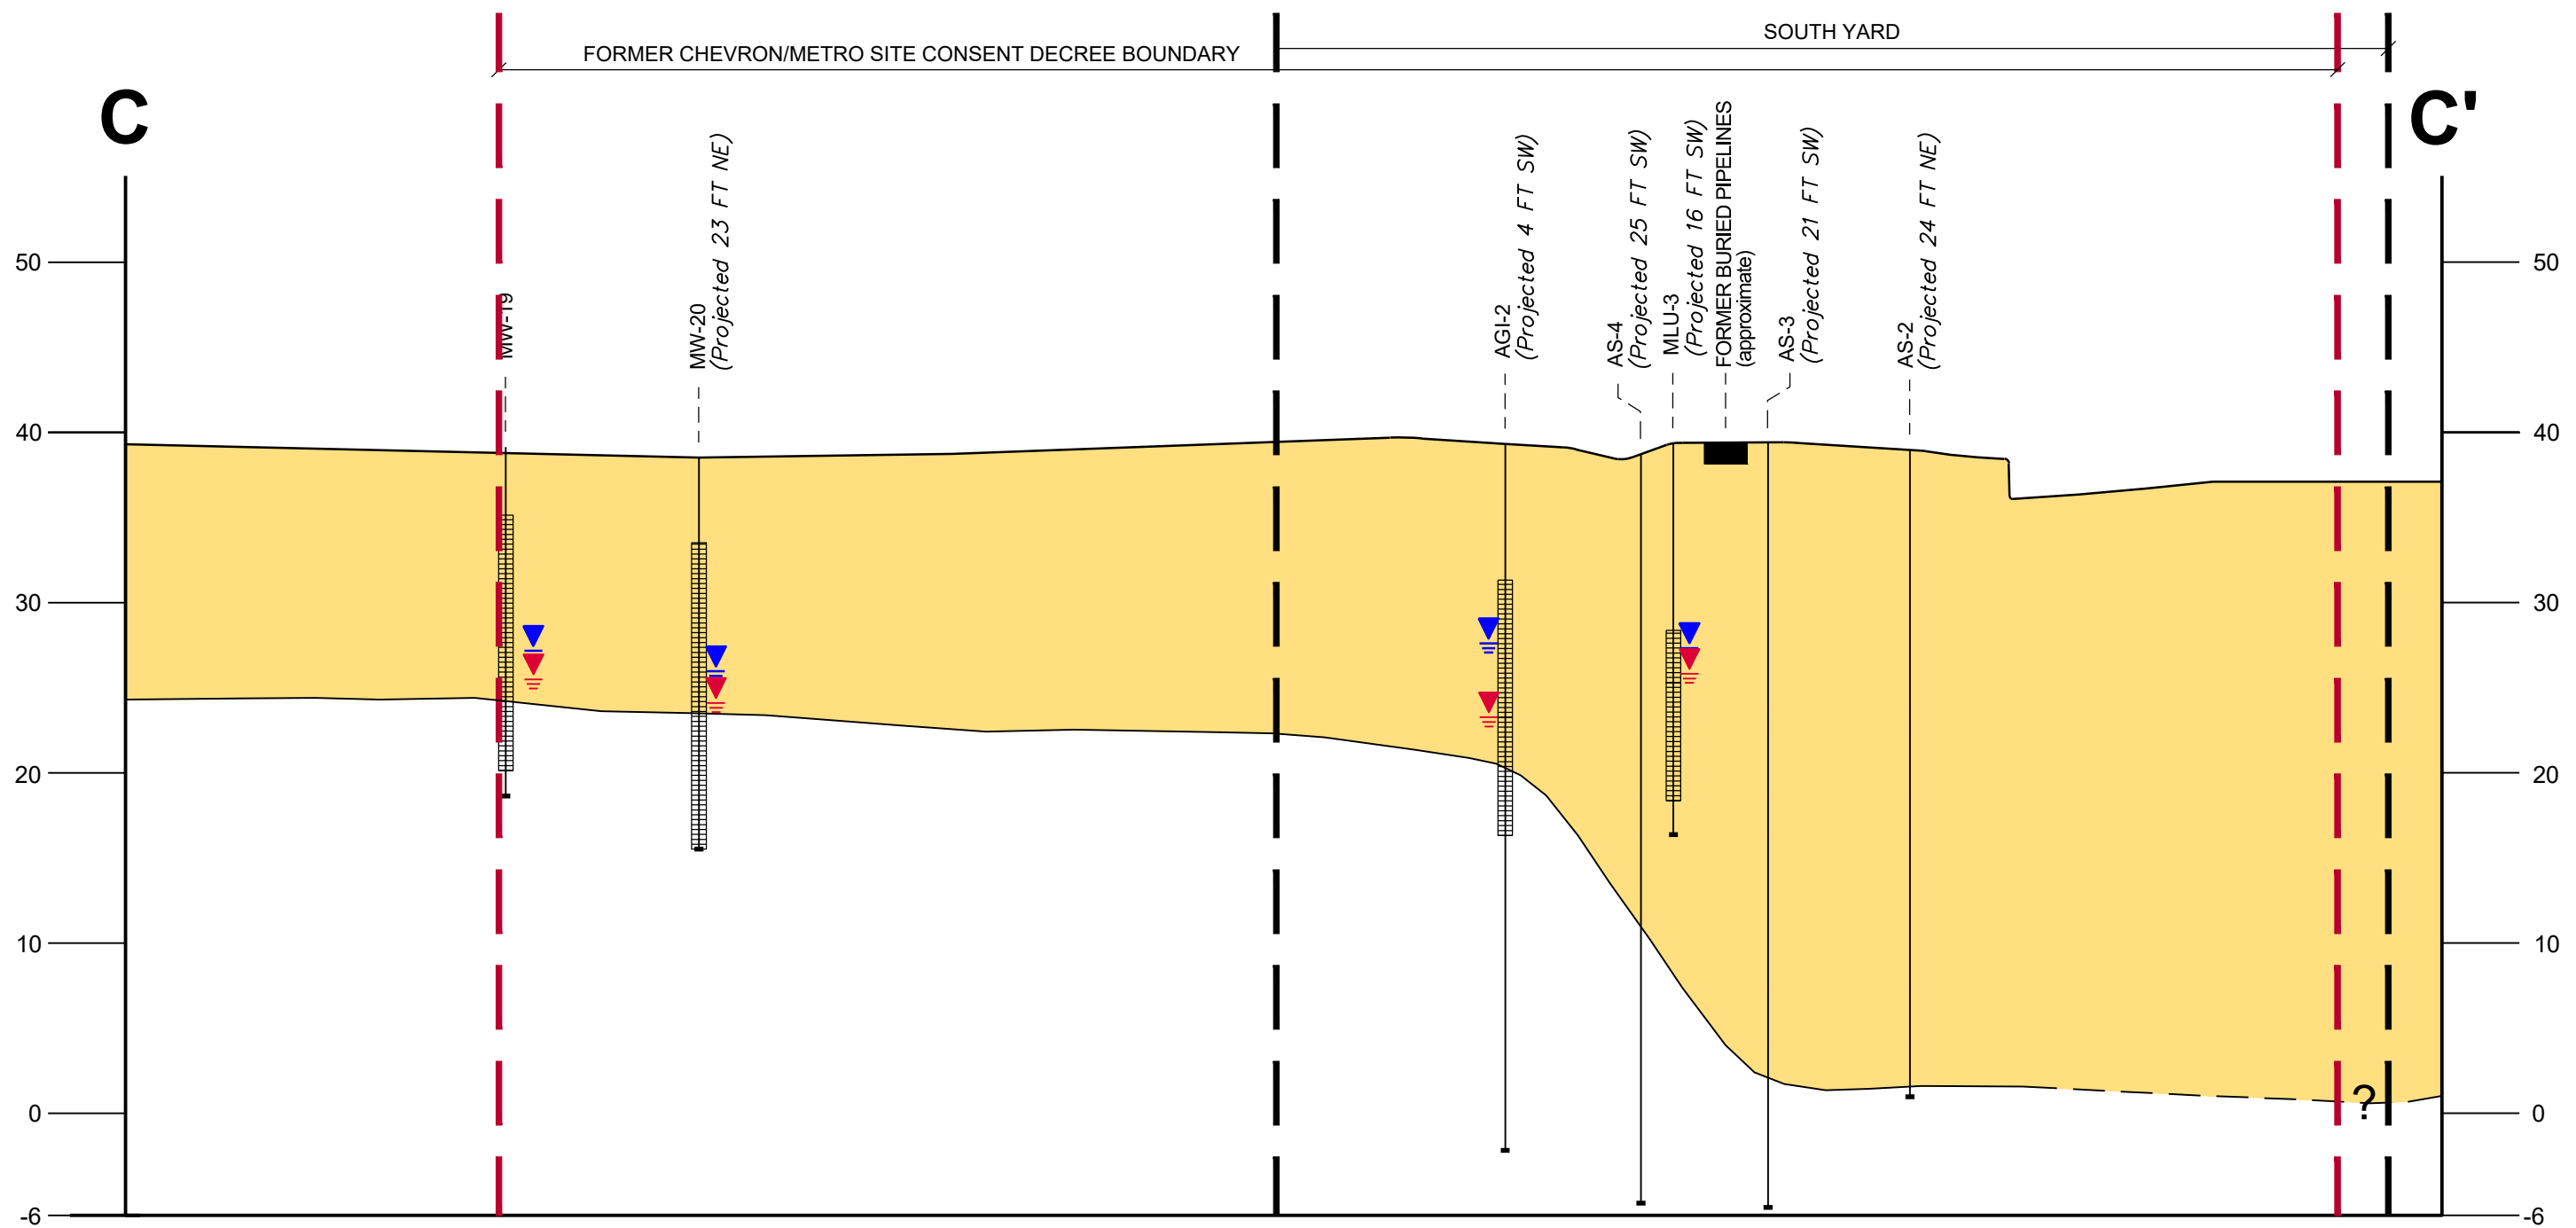 SOUTH YARD
FORMER CHEVRON/METRO SITE CONSENT DECREE BOUNDARY
C
C'
MW-19
MW-20
(Projected 23 FT NE)
AGI-2
(Projected 4 FT SW)
AS-4
(Projected 25 FT SW)
MLU-3
(Projected 16 FT SW)
FORMER BURIED PIPELINES
(approximate)
AS-3
(Projected 21 FT SW)
AS-2
(Projected 24 FT NE)
50
50
40
40
30
30
20
20
10
10
0
0
?
-6
-6